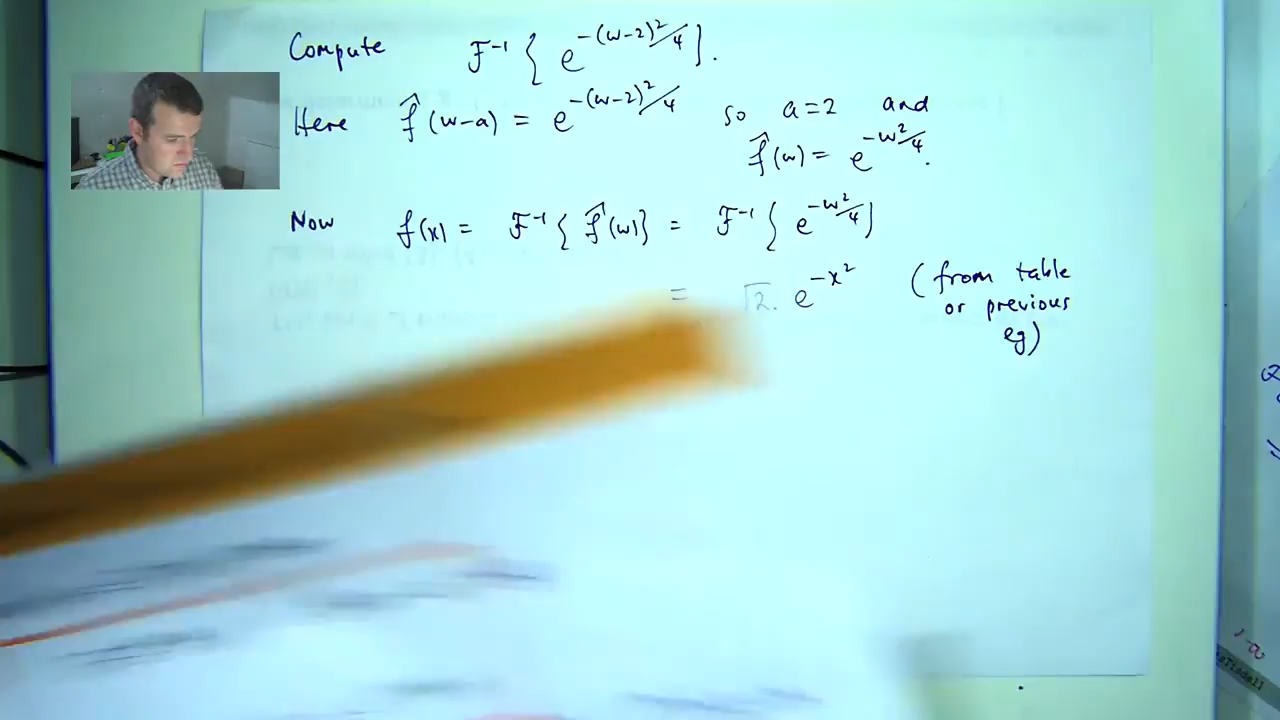 Compute F⁻¹ { e^{-(w-2)²/4} }.
Here f̂(w-a) = e^{-(w-2)²/4} so a=2 and
f̂(w) = e^{-w²/4}.
Now f(x) = F⁻¹{ f̂(w) } = F⁻¹ { e^{-w²/4} }
= √2. e^{-x²} (from table
or previous
eg)